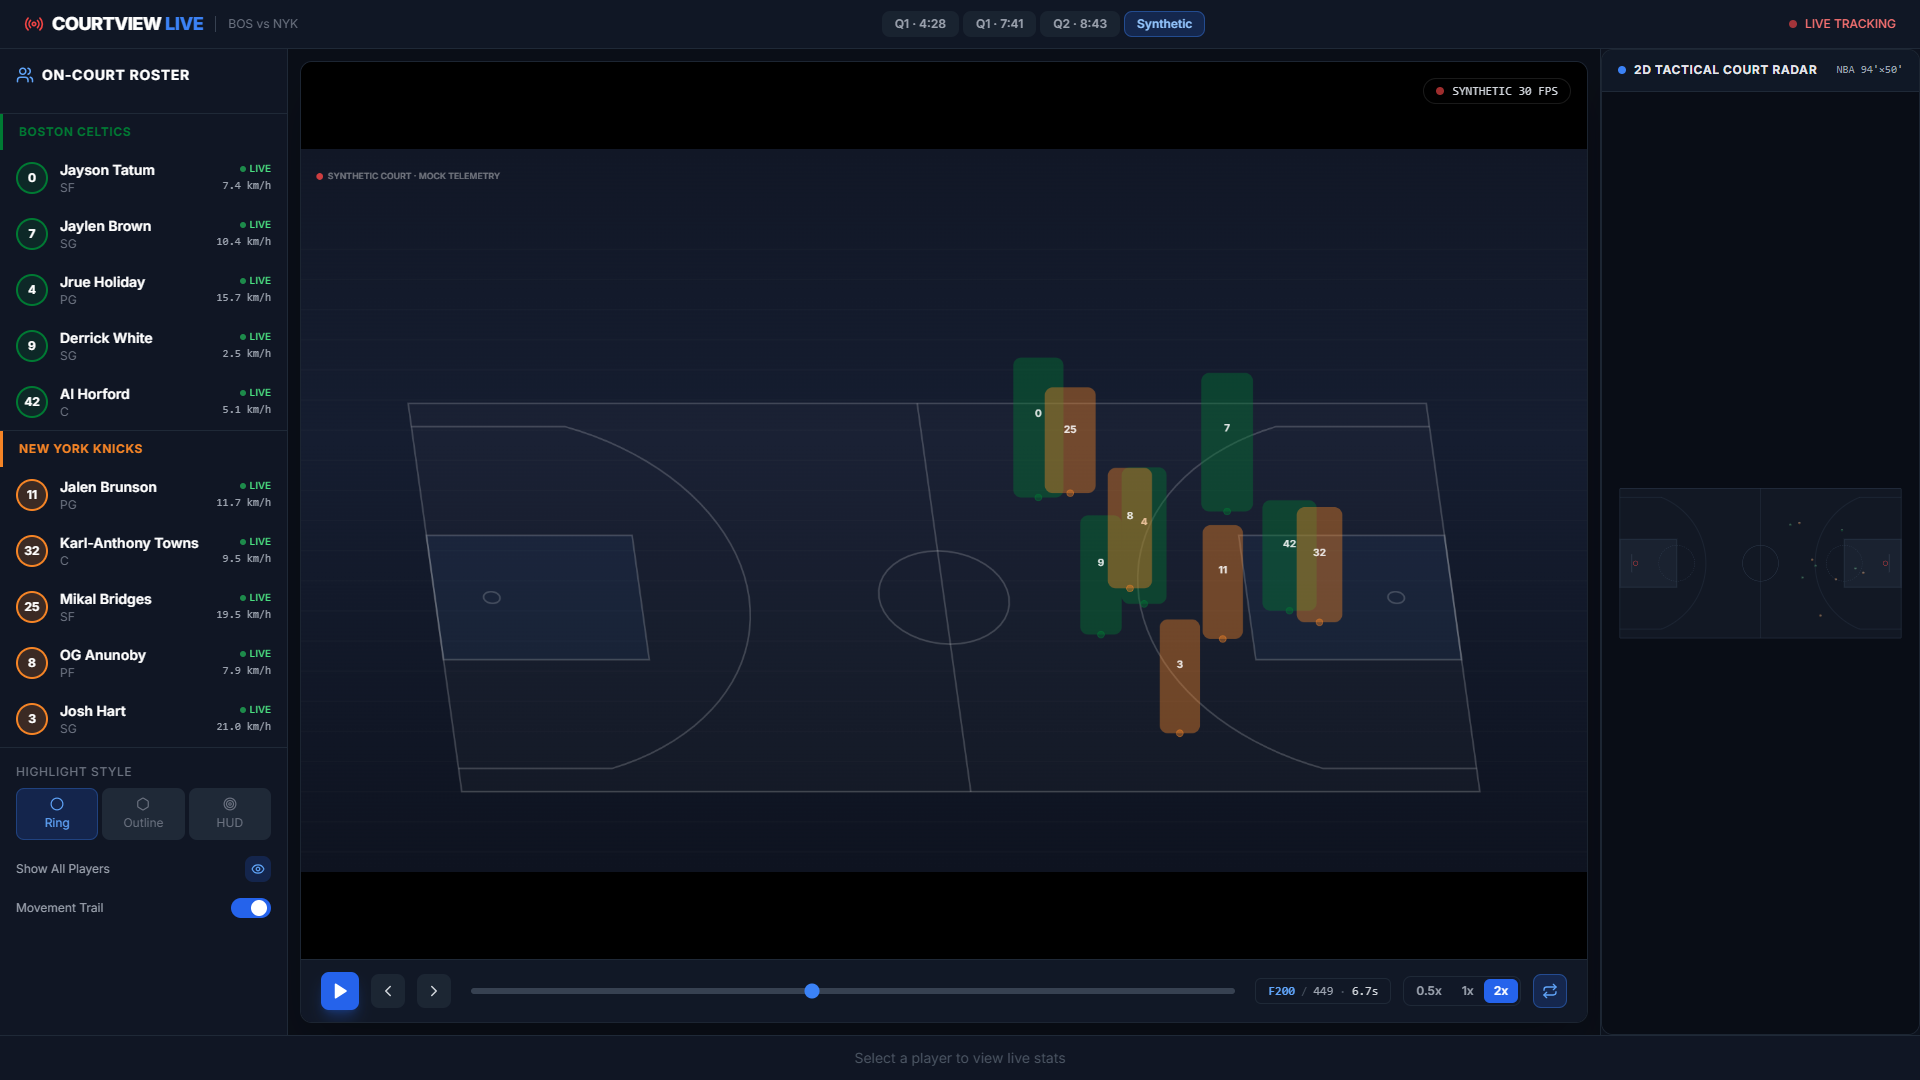 COURTVIEW LIVE BOS vs NYK
Q1 · 4:28 Q1 · 7:41 Q2 · 8:43 Synthetic
LIVE TRACKING
ON-COURT ROSTER
BOSTON CELTICS
0 Jayson Tatum LIVE
SF 7.4 km/h
7 Jaylen Brown LIVE
SG 10.4 km/h
4 Jrue Holiday LIVE
PG 15.7 km/h
9 Derrick White LIVE
SG 2.5 km/h
42 Al Horford LIVE
C 5.1 km/h
NEW YORK KNICKS
11 Jalen Brunson LIVE
PG 11.7 km/h
32 Karl-Anthony Towns LIVE
C 9.5 km/h
25 Mikal Bridges LIVE
SF 19.5 km/h
8 OG Anunoby LIVE
PF 7.9 km/h
3 Josh Hart LIVE
SG 21.0 km/h
HIGHLIGHT STYLE
Ring Outline HUD
Show All Players
Movement Trail
SYNTHETIC 30 FPS
SYNTHETIC COURT · MOCK TELEMETRY
0
25
7
8
4
42
32
9
11
3
F200 / 449 · 6.7s
0.5x 1x 2x
2D TACTICAL COURT RADAR NBA 94'×50'
Select a player to view live stats